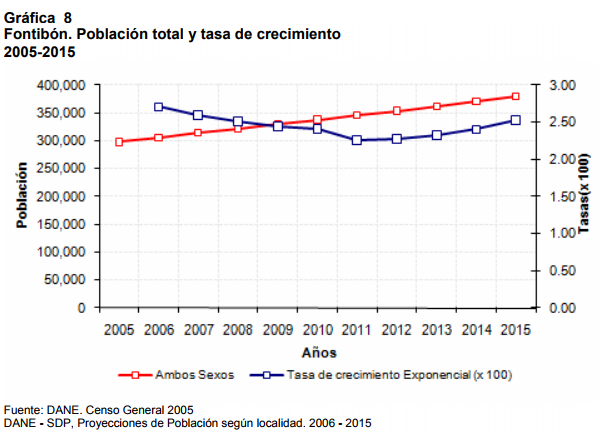 Gráfica 8
Fontibón. Población total y tasa de crecimiento
2005-2015
400,000
350,000
300,000
250,000
200,000
150,000
100,000
50,000
0
Población
3.00
2.50
2.00
1.50
1.00
0.50
0.00
Tasas(x 100)
2005 2006 2007 2008 2009 2010 2011 2012 2013 2014 2015
Años
Ambos Sexos
Tasa de crecimiento Exponencial (x 100)
Fuente: DANE. Censo General 2005
DANE - SDP, Proyecciones de Población según localidad. 2006 - 2015